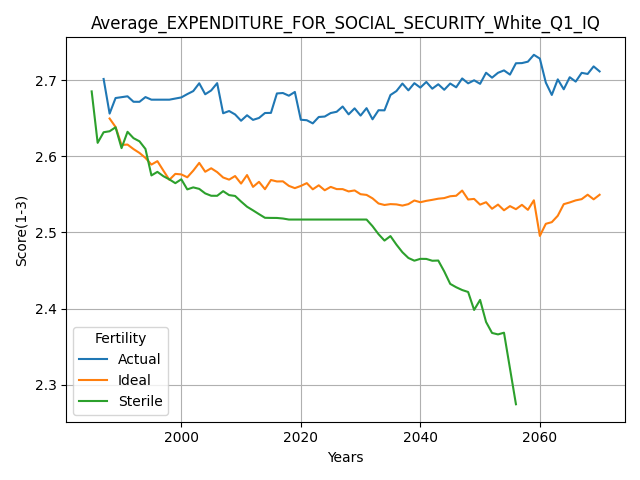 Average_EXPENDITURE_FOR_SOCIAL_SECURITY_White_Q1_IQ
Score(1-3)
2.7
2.6
2.5
2.4
2.3
Fertility
Actual
Ideal
Sterile
2000 2020 2040 2060
Years